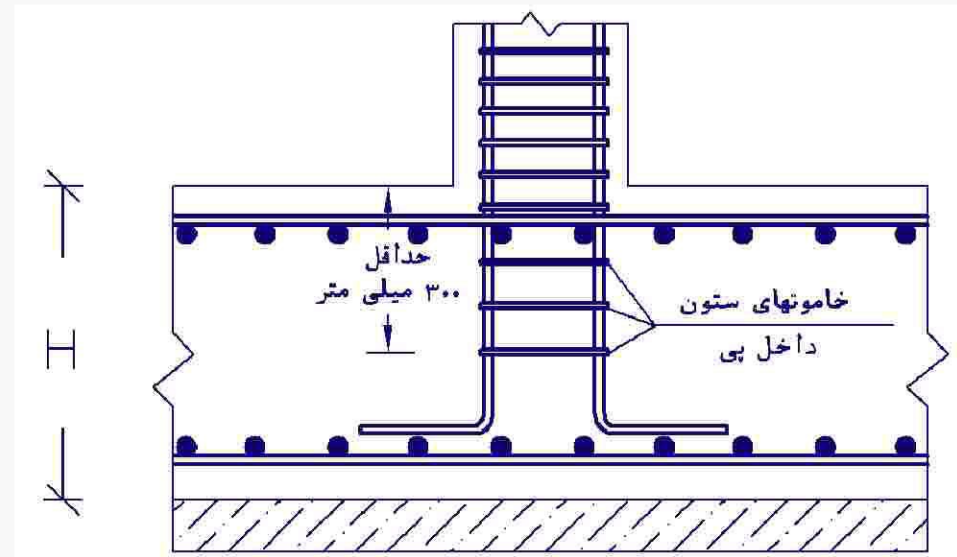 حداقل
۳۰۰ میلی متر
خاموتهای ستون
داخل پی
H